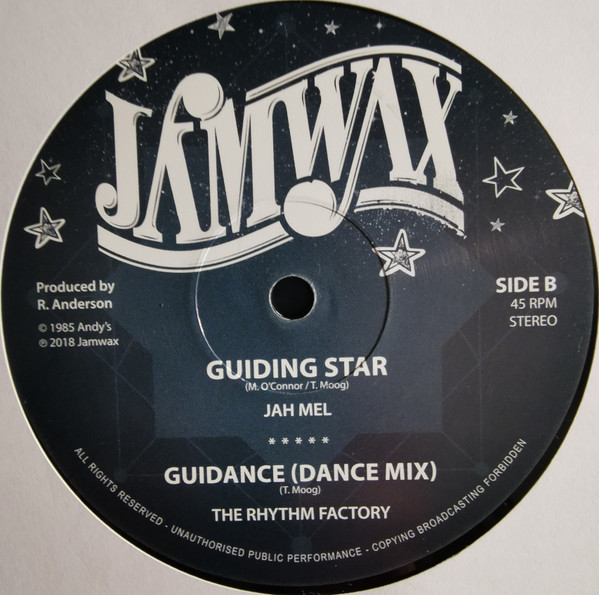 JAMWAX
Produced by
R. Anderson
© 1985 Andy's
℗ 2018 Jamwax
SIDE B
45 RPM
STEREO
GUIDING STAR
(M. O'Connor / T. Moog)
JAH MEL
*****
GUIDANCE (DANCE MIX)
(T. Moog)
THE RHYTHM FACTORY
ALL RIGHTS RESERVED - UNAUTHORISED PUBLIC PERFORMANCE - COPYING BROADCASTING FORBIDDEN